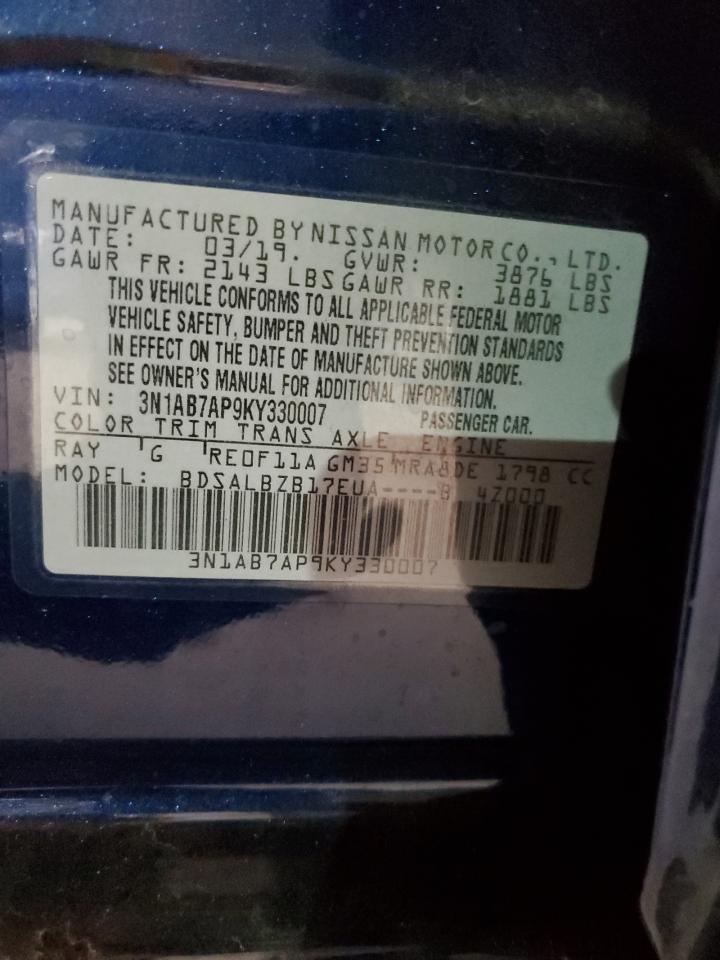 MANUFACTURED BY NISSAN MOTOR CO., LTD.
DATE: 03/19. GVWR: 3876 LBS
GAWR FR: 2143 LBS GAWR RR: 1881 LBS
THIS VEHICLE CONFORMS TO ALL APPLICABLE FEDERAL MOTOR
VEHICLE SAFETY, BUMPER AND THEFT PREVENTION STANDARDS
IN EFFECT ON THE DATE OF MANUFACTURE SHOWN ABOVE.
SEE OWNER'S MANUAL FOR ADDITIONAL INFORMATION.
VIN: 3N1AB7AP9KY330007 PASSENGER CAR.
COLOR TRIM TRANS AXLE ENGINE
RAY G RE0F11A GM35 MRA8DE 1798 CC
MODEL: BDSALBZB17EUA----B 4Z000
3N1AB7AP9KY330007